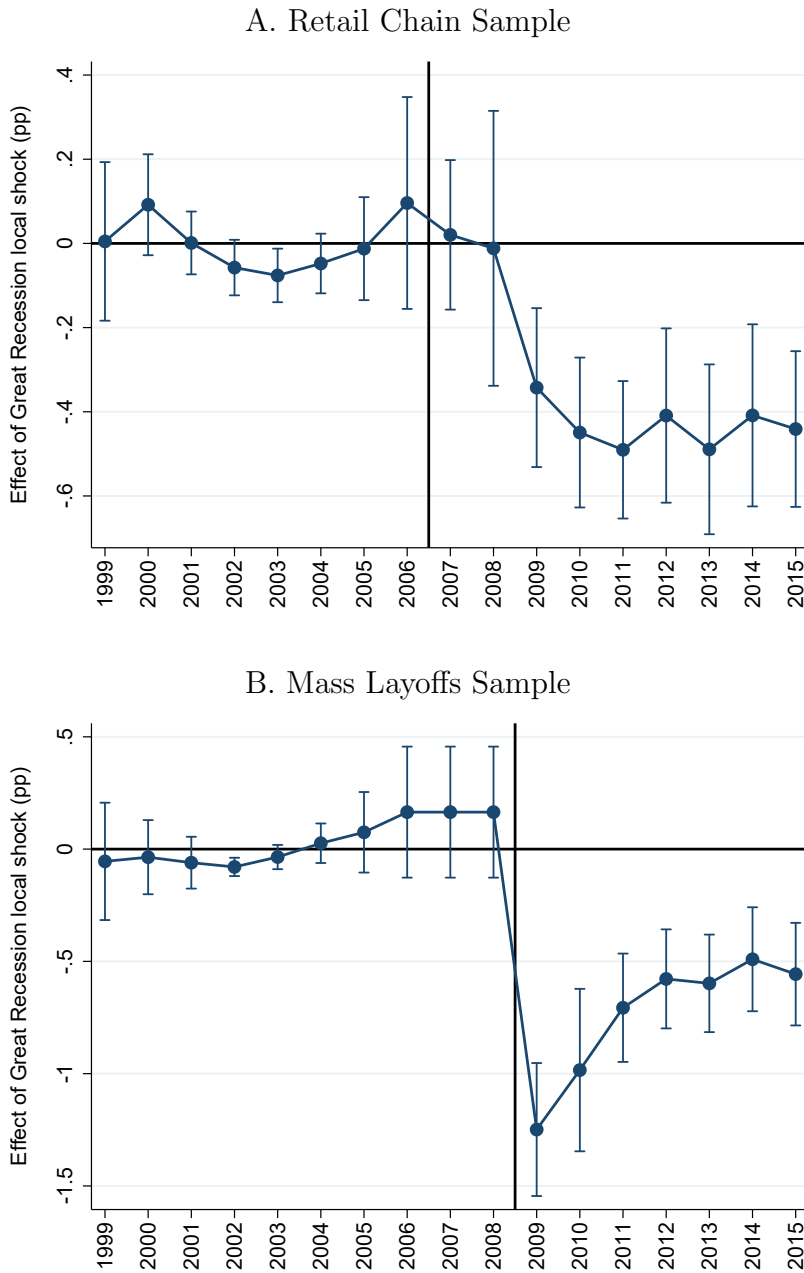 A. Retail Chain Sample
Effect of Great Recession local shock (pp)
.4
.2
0
-.2
-.4
-.6
1999 2000 2001 2002 2003 2004 2005 2006 2007 2008 2009 2010 2011 2012 2013 2014 2015
B. Mass Layoffs Sample
Effect of Great Recession local shock (pp)
.5
0
-.5
-1
-1.5
1999 2000 2001 2002 2003 2004 2005 2006 2007 2008 2009 2010 2011 2012 2013 2014 2015